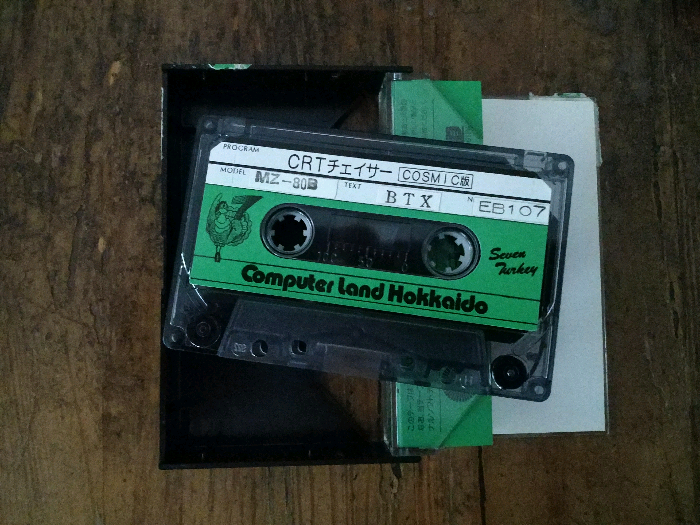 PROGRAM
CRTチェイサー COSMIC版
MODEL MZ-80B TEXT BTX N EB107
Seven
Turkey
Computer Land Hokkaido